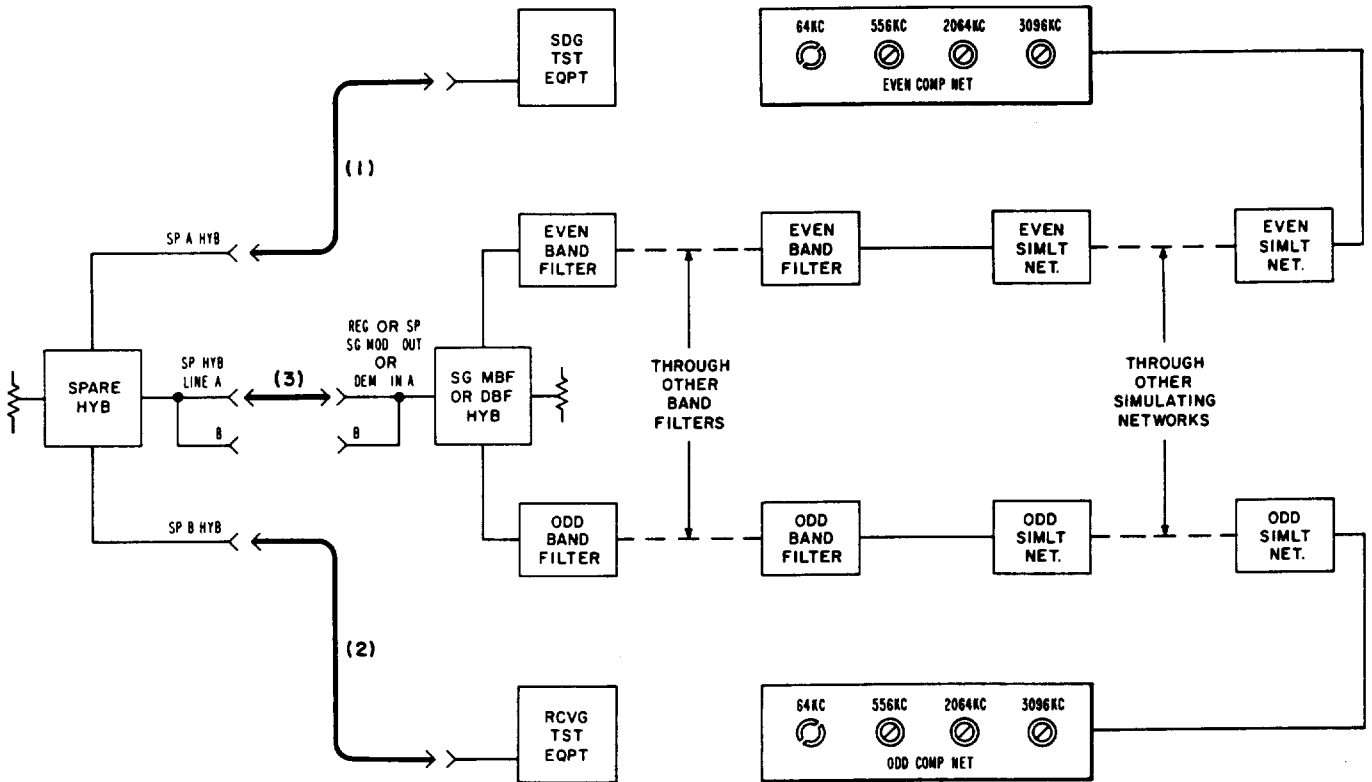 SDG
TST
EQPT
64KC 556KC 2064KC 3096KC
EVEN COMP NET
(1)
SP A HYB
EVEN
BAND
FILTER
EVEN
BAND
FILTER
EVEN
SIMLT
NET.
EVEN
SIMLT
NET.
SPARE
HYB
SP HYB
LINE A
B
(3)
REG OR SP
SG MOD OUT
OR
DEM IN A
B
SG MBF
OR DBF
HYB
THROUGH
OTHER
BAND
FILTERS
THROUGH
OTHER
SIMULATING
NETWORKS
SP B HYB
ODD
BAND
FILTER
ODD
BAND
FILTER
ODD
SIMLT
NET.
ODD
SIMLT
NET.
(2)
RCVG
TST
EQPT
64KC 556KC 2064KC 3096KC
ODD COMP NET